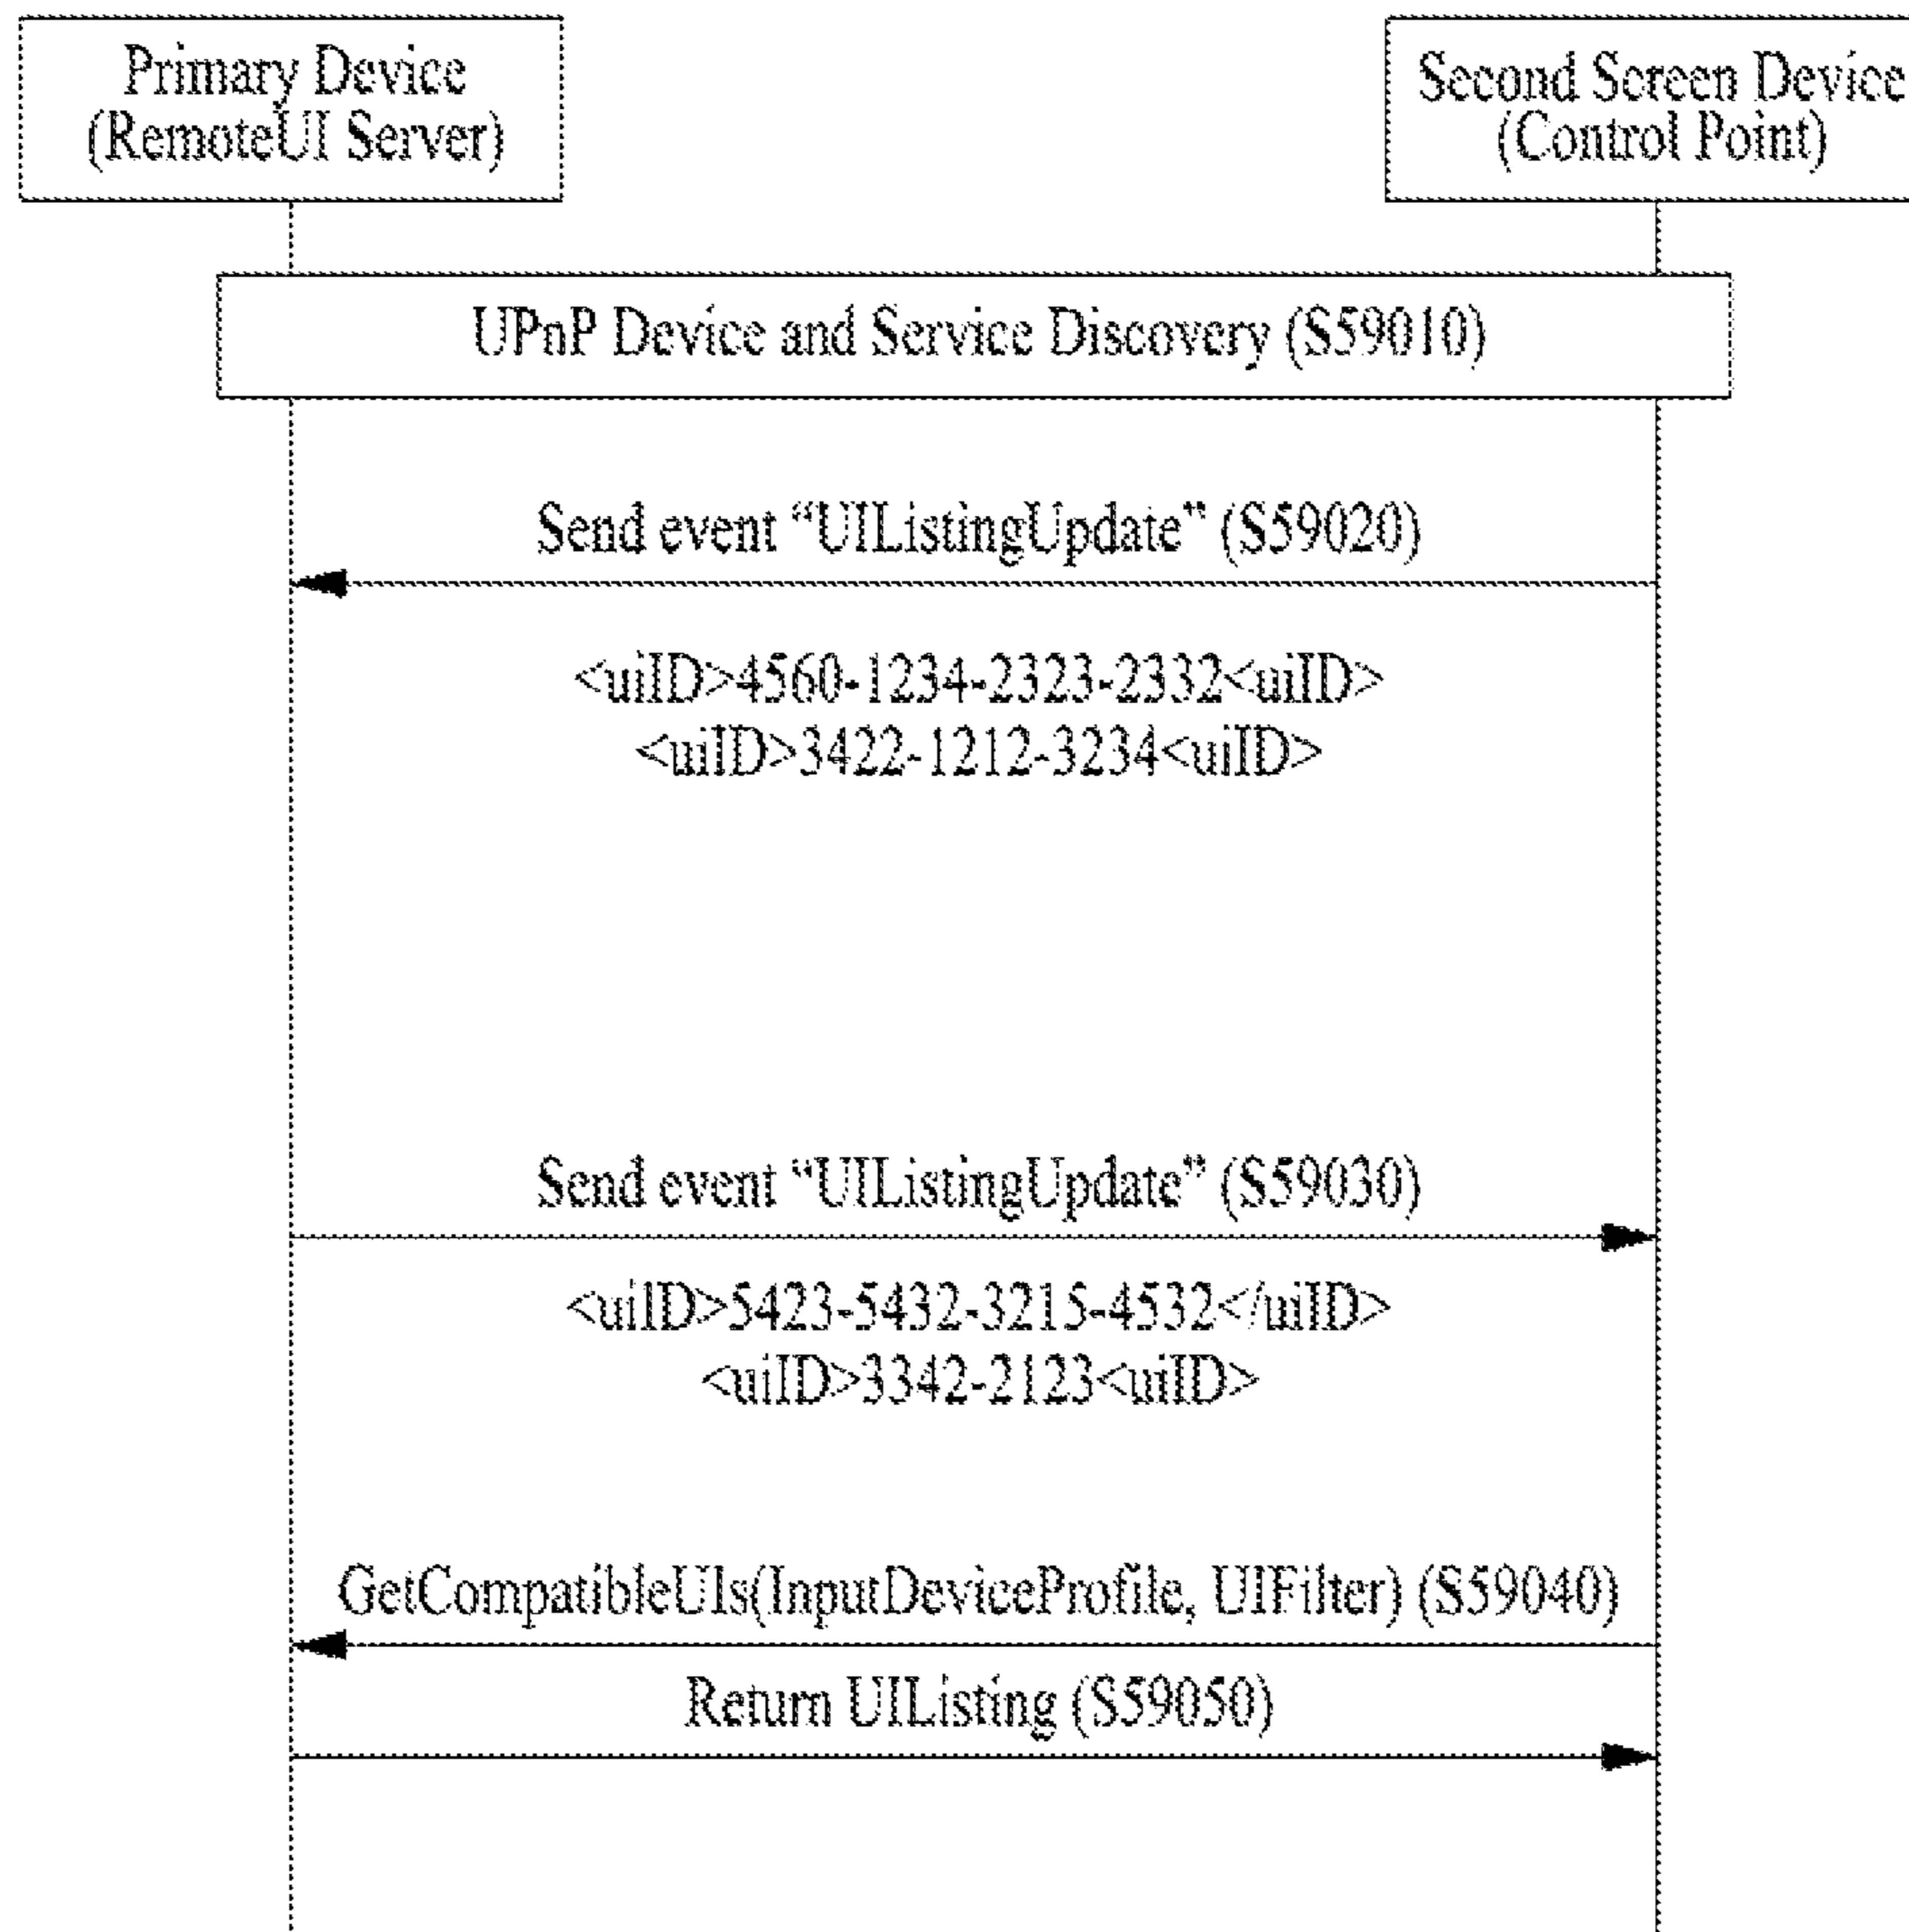 Primary Device
(RemoteUI Server)
Second Screen Device
(Control Point)
UPnP Device and Service Discovery (S59010)
Send event “UIListingUpdate” (S59020)
<uiID>4560-1234-2323-2332<uiID>
<uiID>3422-1212-3234<uiID>
Send event “UIListingUpdate” (S59030)
<uiID>5423-5432-3215-4532</uiID>
<uiID>3342-2123<uiID>
GetCompatibleUIs(InputDeviceProfile, UIFilter) (S59040)
Return UIListing (S59050)